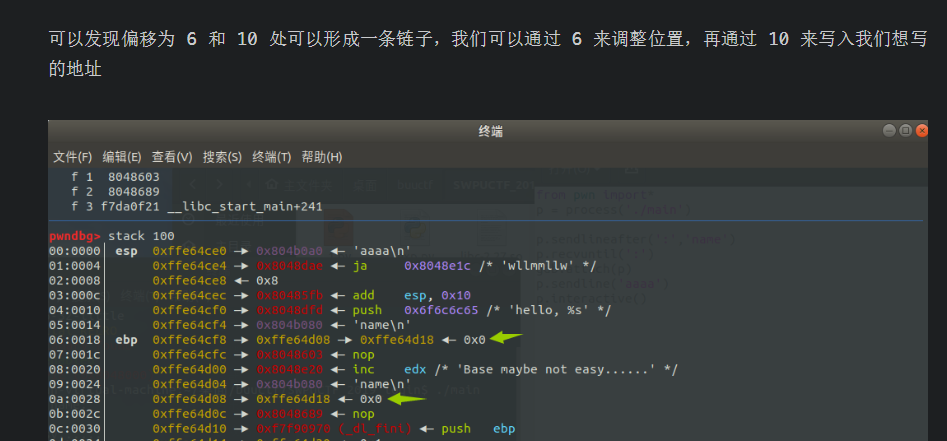 可以发现偏移为 6 和 10 处可以形成一条链子，我们可以通过 6 来调整位置，再通过 10 来写入我们想写
的地址
终端
文件(F) 编辑(E) 查看(V) 搜索(S) 终端(T) 帮助(H)
f 1 8048603
f 2 8048689
f 3 f7da0f21 __libc_start_main+241
pwndbg> stack 100
00:0000│ esp 0xffe64ce0 —▸ 0x804b0a0 ◂— 'aaaa\n'
01:0004│ 0xffe64ce4 —▸ 0x8048dae ◂— ja 0x8048e1c /* 'wllmmllw' */
02:0008│ 0xffe64ce8 ◂— 0x8
03:000c│ 0xffe64cec —▸ 0x80485fb ◂— add esp, 0x10
04:0010│ 0xffe64cf0 —▸ 0x8048dfd ◂— push 0x6f6c6c65 /* 'hello, %s' */
05:0014│ 0xffe64cf4 —▸ 0x804b080 ◂— 'name\n'
06:0018│ ebp 0xffe64cf8 —▸ 0xffe64d08 —▸ 0xffe64d18 ◂— 0x0
07:001c│ 0xffe64cfc —▸ 0x8048603 ◂— nop
08:0020│ 0xffe64d00 —▸ 0x8048e20 ◂— inc edx /* 'Base maybe not easy......' */
09:0024│ 0xffe64d04 —▸ 0x804b080 ◂— 'name\n'
0a:0028│ 0xffe64d08 —▸ 0xffe64d18 ◂— 0x0
0b:002c│ 0xffe64d0c —▸ 0x8048689 ◂— nop
0c:0030│ 0xffe64d10 —▸ 0xf7f90970 (_dl_fini) ◂— push ebp